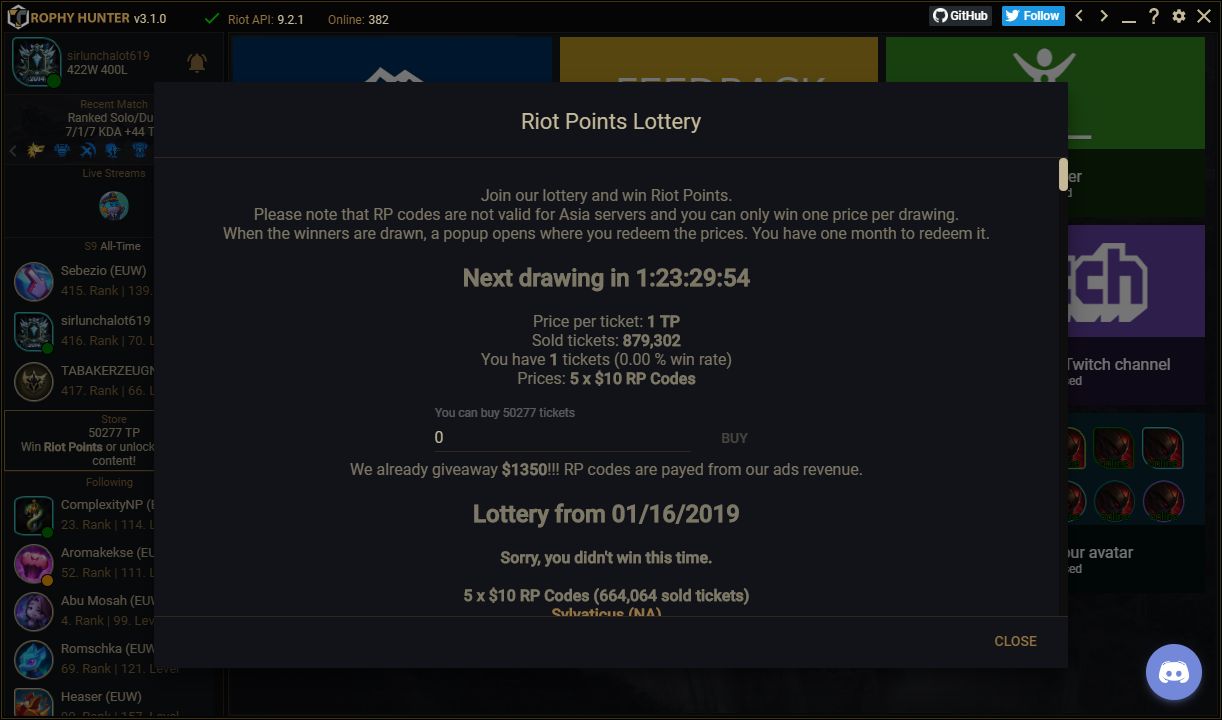 ROPHY HUNTER v3.1.0
Riot API: 9.2.1
Online: 382
GitHub
Follow
sirlunchalot619
422W 400L
Recent Match
Ranked Solo/Du
7/1/7 KDA +44 T
Live Streams
S9 All-Time
Sebezio (EUW)
415. Rank | 139.
sirlunchalot619
416. Rank | 70. L
TABAKERZEUGN
417. Rank | 66. L
Store
50277 TP
Win Riot Points or unlock
content!
Following
ComplexityNP (E
23. Rank | 114. L
Aromakekse (EU
52. Rank | 111. L
Abu Mosah (EUW
4. Rank | 99. Lev
Romschka (EUW
69. Rank | 121. Level
Heaser (EUW)
FEEDBACK
Riot Points Lottery
Join our lottery and win Riot Points.
Please note that RP codes are not valid for Asia servers and you can only win one price per drawing.
When the winners are drawn, a popup opens where you redeem the prices. You have one month to redeem it.
Next drawing in 1:23:29:54
Price per ticket: 1 TP
Sold tickets: 879,302
You have 1 tickets (0.00 % win rate)
Prices: 5 x $10 RP Codes
You can buy 50277 tickets
0
BUY
We already giveaway $1350!!! RP codes are payed from our ads revenue.
Lottery from 01/16/2019
Sorry, you didn't win this time.
5 x $10 RP Codes (664,064 sold tickets)
Sylvaticus (NA)
CLOSE
er
d
tch
Twitch channel
sed
our avatar
sed